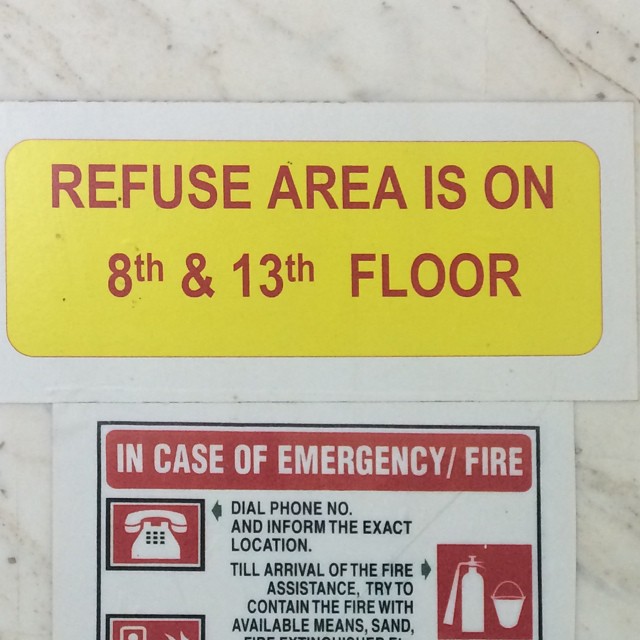 REFUSE AREA IS ON
8th & 13th FLOOR
IN CASE OF EMERGENCY/ FIRE
DIAL PHONE NO.
AND INFORM THE EXACT
LOCATION.
TILL ARRIVAL OF THE FIRE
ASSISTANCE, TRY TO
CONTAIN THE FIRE WITH
AVAILABLE MEANS, SAND,